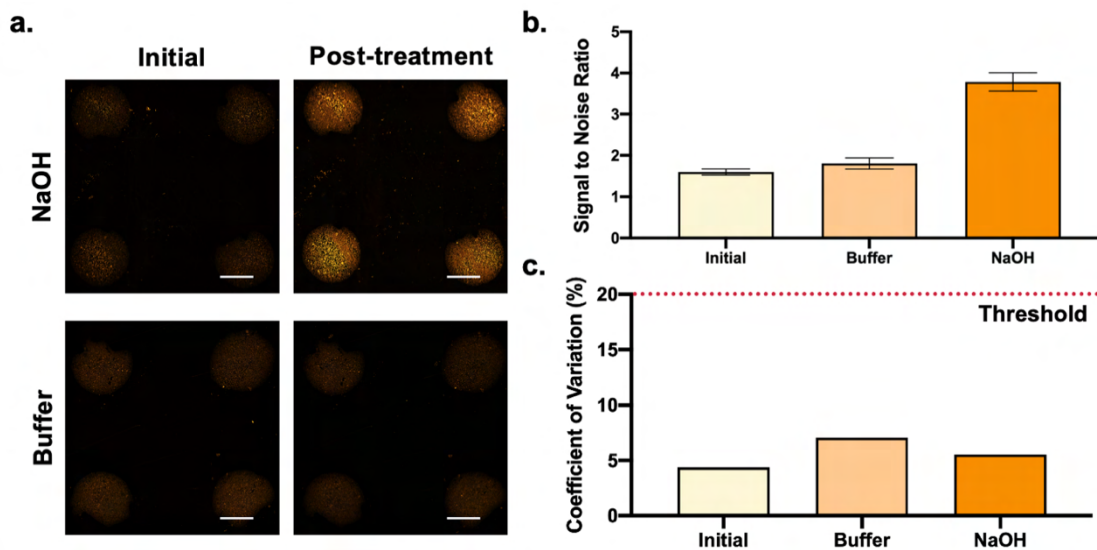 a.
Initial
Post-treatment
NaOH
Buffer
b.
Signal to Noise Ratio
5
4
3
2
1
0
Initial
Buffer
NaOH
c.
Coefficient of Variation (%)
20
15
10
5
0
Threshold
Initial
Buffer
NaOH